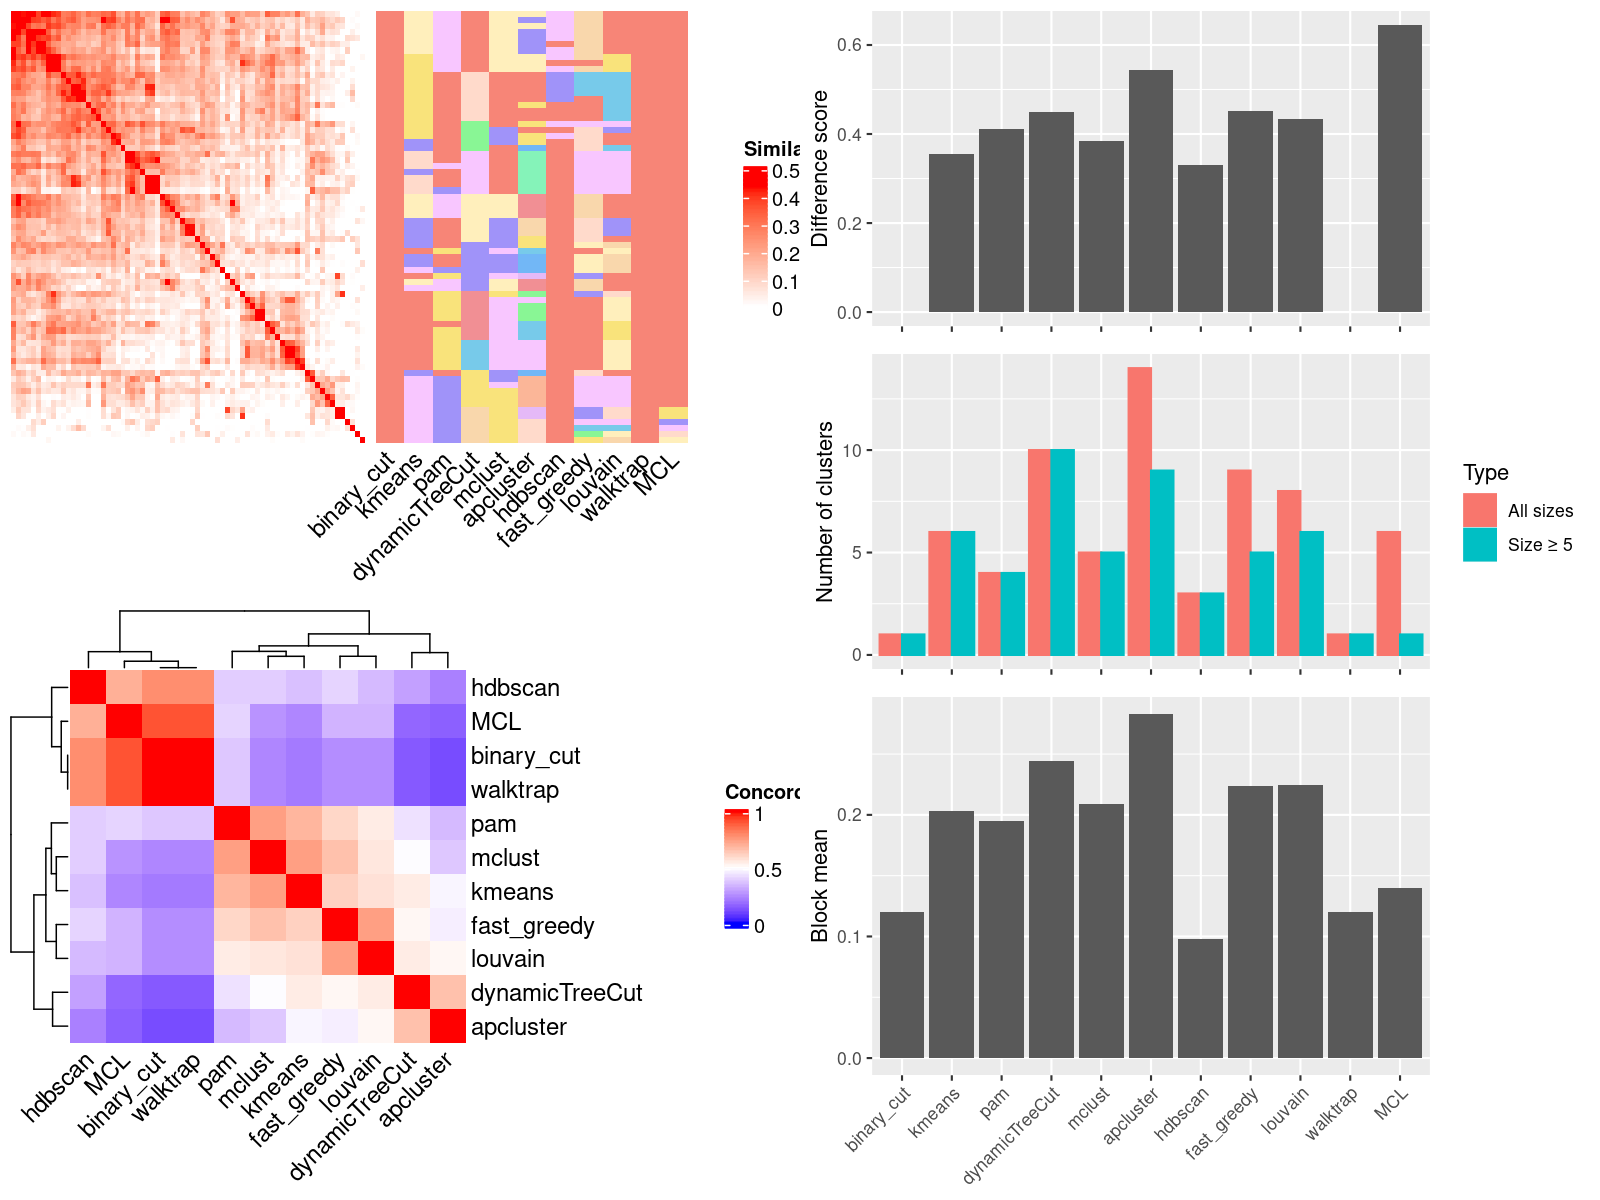 Simila
0.5
0.4
0.3
0.2
0.1
0
binary_cut
kmeans
pam
dynamicTreeCut
mclust
apcluster
hdbscan
fast_greedy
louvain
walktrap
MCL
hdbscan
MCL
binary_cut
walktrap
pam
mclust
kmeans
fast_greedy
louvain
dynamicTreeCut
apcluster
hdbscan
MCL
binary_cut
walktrap
pam
mclust
kmeans
fast_greedy
louvain
dynamicTreeCut
apcluster
Concord
1
0.5
0
Difference score
0.6
0.4
0.2
0.0
Number of clusters
10
5
0
Type
All sizes
Size ≥ 5
Block mean
0.2
0.1
0.0
binary_cut
kmeans
pam
dynamicTreeCut
mclust
apcluster
hdbscan
fast_greedy
louvain
walktrap
MCL